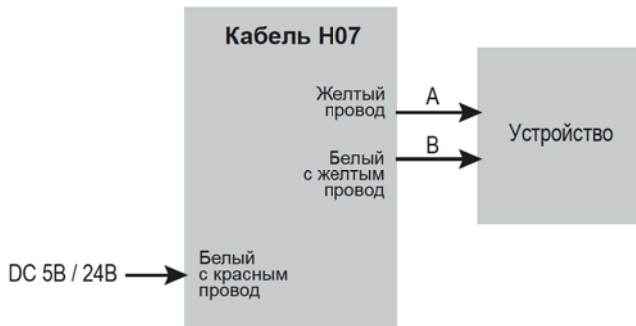 Кабель H07
Желтый
провод
A
Белый
с желтым
провод
B
Устройство
DC 5В / 24В
Белый
с красным
провод